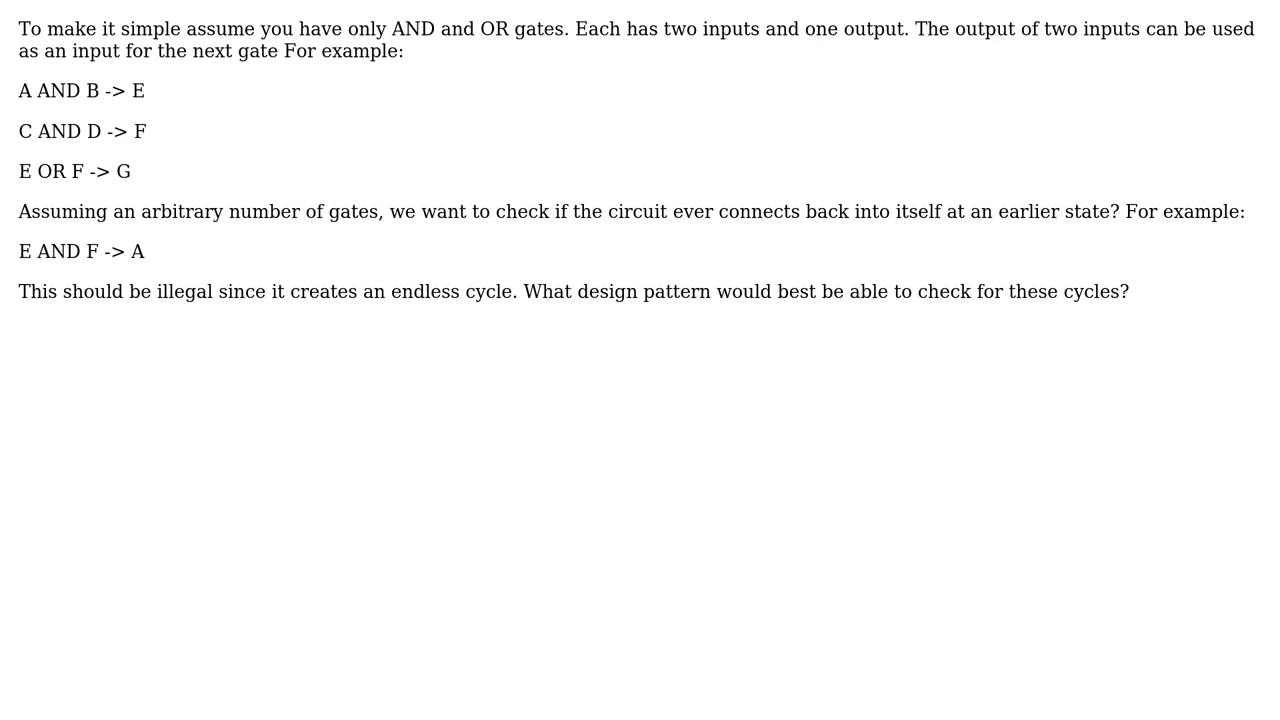 To make it simple assume you have only AND and OR gates. Each has two inputs and one output. The output of two inputs can be used
as an input for the next gate For example:
A AND B -> E
C AND D -> F
E OR F -> G
Assuming an arbitrary number of gates, we want to check if the circuit ever connects back into itself at an earlier state? For example:
E AND F -> A
This should be illegal since it creates an endless cycle. What design pattern would best be able to check for these cycles?